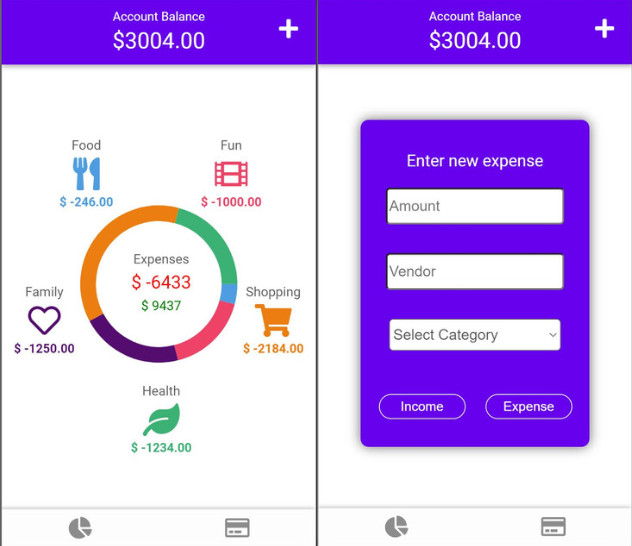 Account Balance
$3004.00
Food
$ -246.00
Fun
$ -1000.00
Expenses
$ -6433
$ 9437
Family
$ -1250.00
Shopping
$ -2184.00
Health
$ -1234.00
Account Balance
$3004.00
Enter new expense
Amount
Vendor
Select Category
Income
Expense